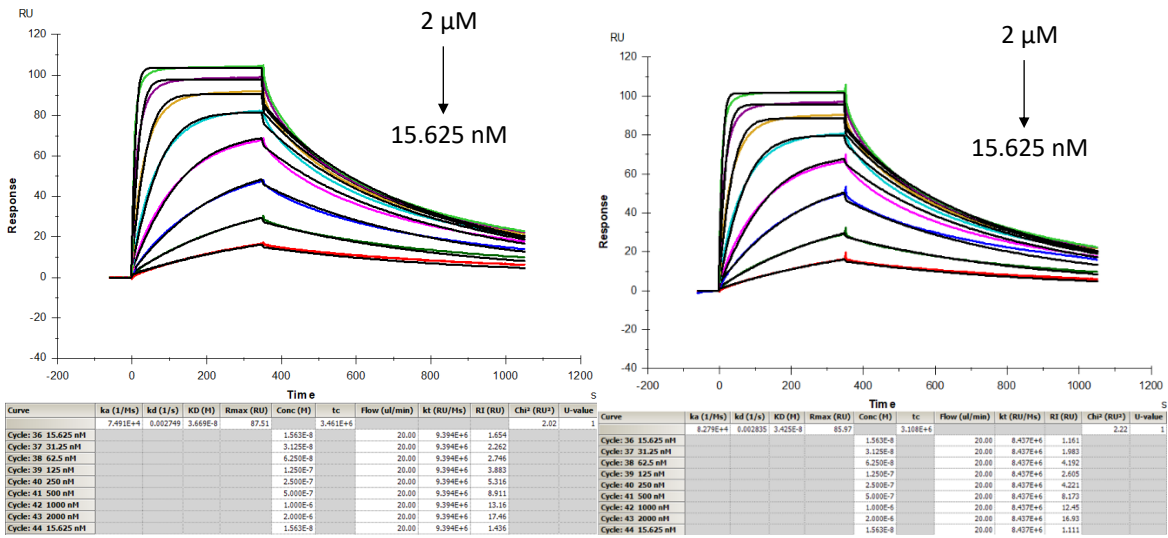 RU
2 µM
15.625 nM
120
100
80
60
40
20
0
-20
-40
Response
-200 0 200 400 600 800 1000 1200
Time s
Curve ka (1/Ms) kd (1/s) KD (M) Rmax (RU) Conc (M) tc Flow (ul/min) kt (RU/Ms) RI (RU) Chi² (RU²) U-value
7.491E+4 0.002749 3.669E-8 87.51 3.461E+6 2.02 1
Cycle: 36 15.625 nM 1.563E-8 20.00 9.394E+6 1.654
Cycle: 37 31.25 nM 3.125E-8 20.00 9.394E+6 2.262
Cycle: 38 62.5 nM 6.250E-8 20.00 9.394E+6 2.746
Cycle: 39 125 nM 1.250E-7 20.00 9.394E+6 3.883
Cycle: 40 250 nM 2.500E-7 20.00 9.394E+6 5.316
Cycle: 41 500 nM 5.000E-7 20.00 9.394E+6 8.911
Cycle: 42 1000 nM 1.000E-6 20.00 9.394E+6 13.16
Cycle: 43 2000 nM 2.000E-6 20.00 9.394E+6 17.46
Cycle: 44 15.625 nM 1.563E-8 20.00 9.394E+6 1.436
RU
2 µM
15.625 nM
120
100
80
60
40
20
0
-20
-40
Response
-200 0 200 400 600 800 1000 1200
Time s
Curve ka (1/Ms) kd (1/s) KD (M) Rmax (RU) Conc (M) tc Flow (ul/min) kt (RU/Ms) RI (RU) Chi² (RU²) U-value
8.279E+4 0.002835 3.425E-8 85.97 3.108E+6 2.22 1
Cycle: 36 15.625 nM 1.563E-8 20.00 8.437E+6 1.161
Cycle: 37 31.25 nM 3.125E-8 20.00 8.437E+6 1.983
Cycle: 38 62.5 nM 6.250E-8 20.00 8.437E+6 4.192
Cycle: 39 125 nM 1.250E-7 20.00 8.437E+6 2.605
Cycle: 40 250 nM 2.500E-7 20.00 8.437E+6 4.221
Cycle: 41 500 nM 5.000E-7 20.00 8.437E+6 8.173
Cycle: 42 1000 nM 1.000E-6 20.00 8.437E+6 12.45
Cycle: 43 2000 nM 2.000E-6 20.00 8.437E+6 16.93
Cycle: 44 15.625 nM 1.563E-8 20.00 8.437E+6 1.111